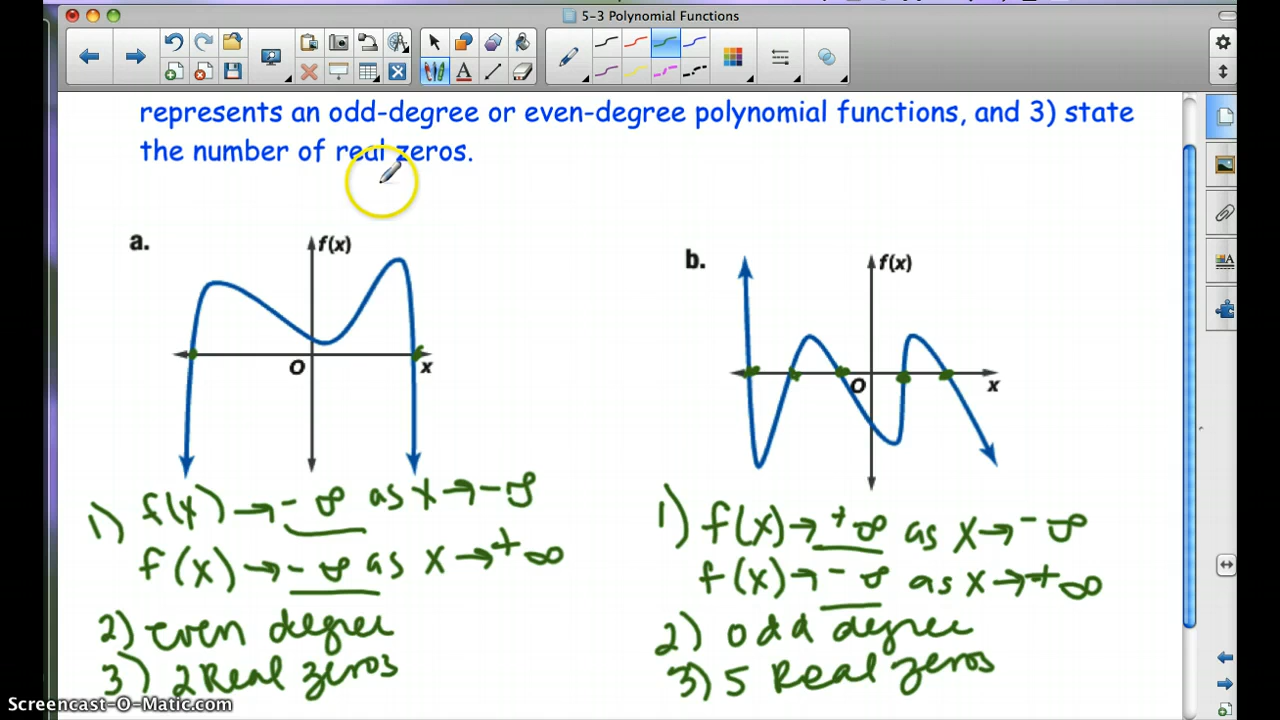 5-3 Polynomial Functions
represents an odd-degree or even-degree polynomial functions, and 3) state
the number of real zeros.
a.
f(x)
O
x
b.
f(x)
O
x
1) f(x) → -∞ as x → -∞
f(x) → -∞ as x → +∞
2) even degree
3) 2 Real zeros
1) f(x) → +∞ as x → -∞
f(x) → -∞ as x → +∞
2) odd degree
3) 5 Real zeros
Screencast-O-Matic.com